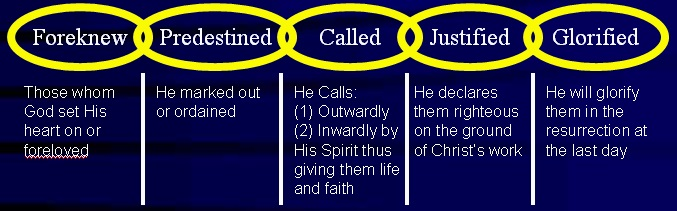 Foreknew Predestined Called Justified Glorified
Those whom
God set His
heart on or
foreloved
He marked out
or ordained
He Calls:
(1) Outwardly
(2) Inwardly by
His Spirit thus
giving them life
and faith
He declares
them righteous
on the ground
of Christ's work
He will glorify
them in the
resurrection at
the last day